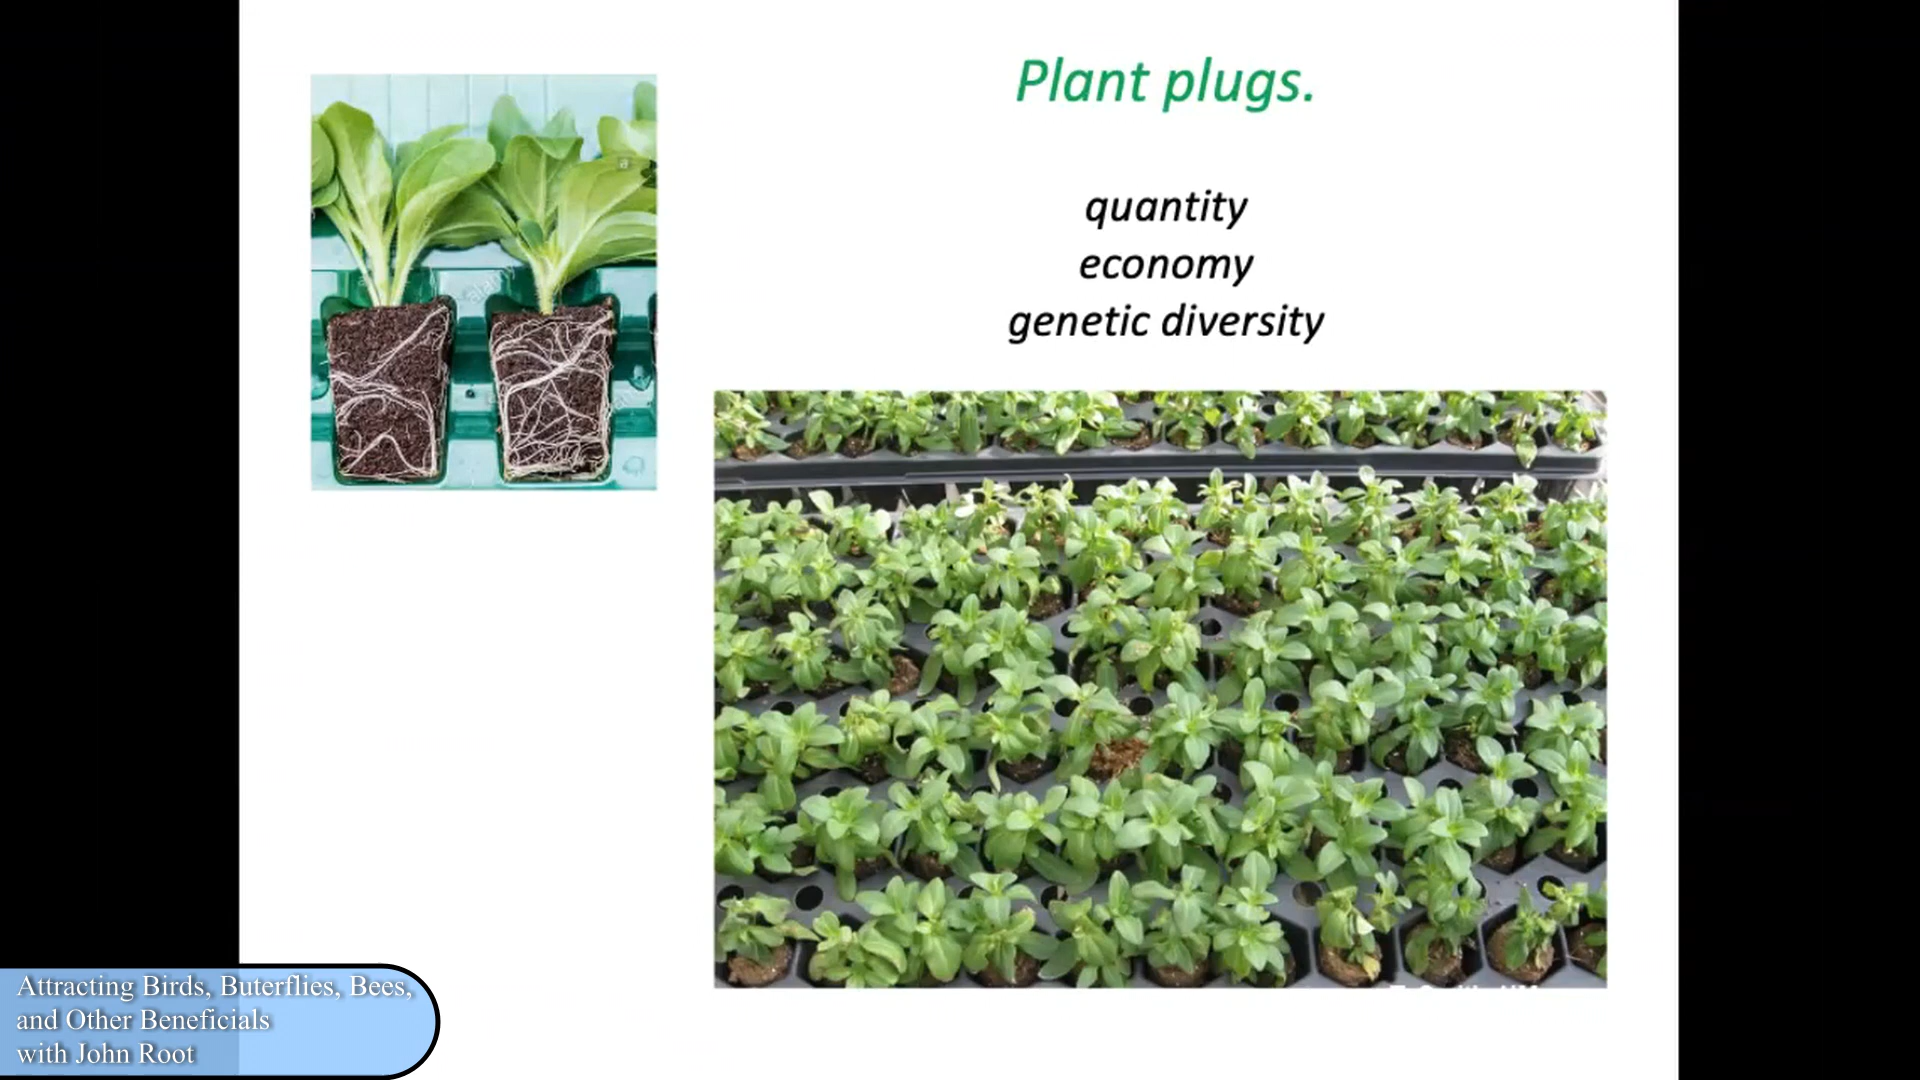 Plant plugs.
quantity
economy
genetic diversity
Attracting Birds, Buterflies, Bees,
and Other Beneficials
with John Root